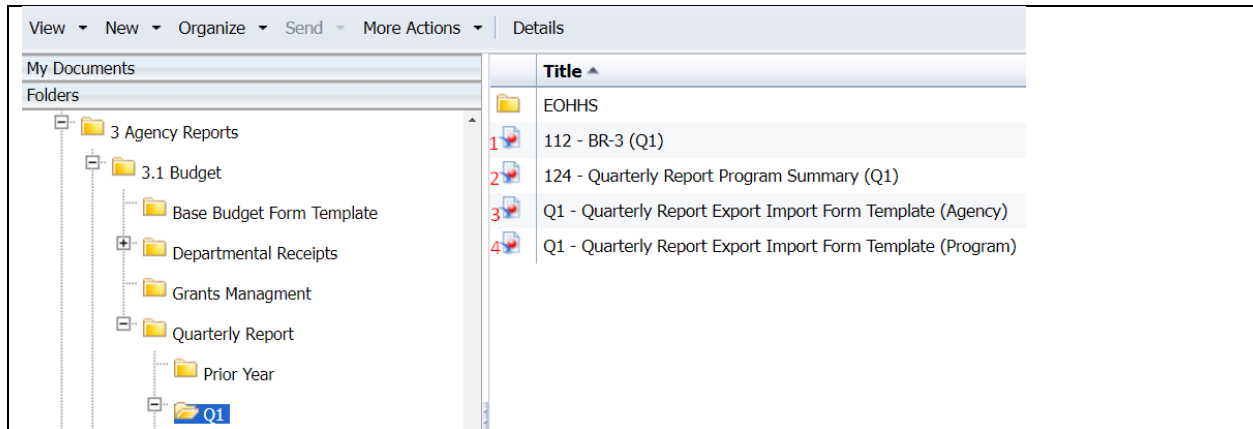 View New Organize Send More Actions Details
My Documents
Folders
3 Agency Reports
3.1 Budget
Base Budget Form Template
Departmental Receipts
Grants Managment
Quarterly Report
Prior Year
Q1
Title
EOHHS
1 112 - BR-3 (Q1)
2 124 - Quarterly Report Program Summary (Q1)
3 Q1 - Quarterly Report Export Import Form Template (Agency)
4 Q1 - Quarterly Report Export Import Form Template (Program)